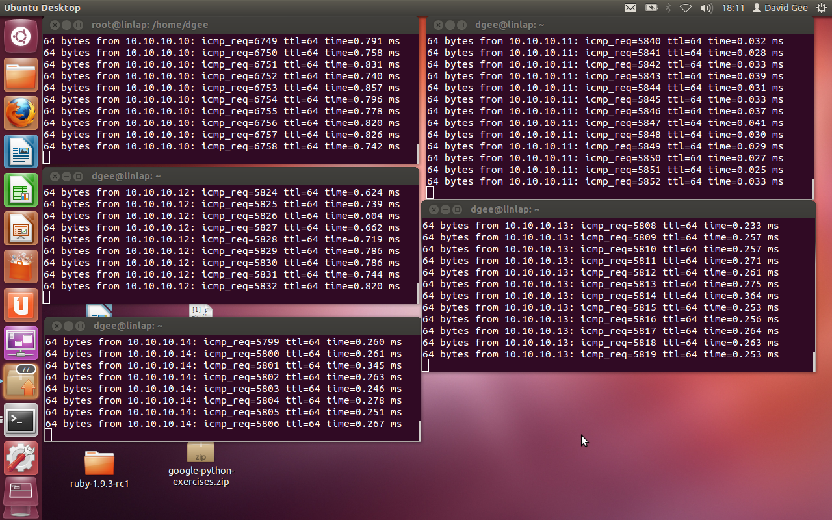 Ubuntu Desktop
18:11 David Gee
root@linlap: /home/dgee
64 bytes from 10.10.10.10: icmp_req=6749 ttl=64 time=0.791 ms
64 bytes from 10.10.10.10: icmp_req=6750 ttl=64 time=0.758 ms
64 bytes from 10.10.10.10: icmp_req=6751 ttl=64 time=0.831 ms
64 bytes from 10.10.10.10: icmp_req=6752 ttl=64 time=0.740 ms
64 bytes from 10.10.10.10: icmp_req=6753 ttl=64 time=0.857 ms
64 bytes from 10.10.10.10: icmp_req=6754 ttl=64 time=0.796 ms
64 bytes from 10.10.10.10: icmp_req=6755 ttl=64 time=0.778 ms
64 bytes from 10.10.10.10: icmp_req=6756 ttl=64 time=0.820 ms
64 bytes from 10.10.10.10: icmp_req=6757 ttl=64 time=0.826 ms
64 bytes from 10.10.10.10: icmp_req=6758 ttl=64 time=0.742 ms
dgee@linlap: ~
64 bytes from 10.10.10.11: icmp_req=5840 ttl=64 time=0.032 ms
64 bytes from 10.10.10.11: icmp_req=5841 ttl=64 time=0.028 ms
64 bytes from 10.10.10.11: icmp_req=5842 ttl=64 time=0.033 ms
64 bytes from 10.10.10.11: icmp_req=5843 ttl=64 time=0.039 ms
64 bytes from 10.10.10.11: icmp_req=5844 ttl=64 time=0.031 ms
64 bytes from 10.10.10.11: icmp_req=5845 ttl=64 time=0.033 ms
64 bytes from 10.10.10.11: icmp_req=5846 ttl=64 time=0.037 ms
64 bytes from 10.10.10.11: icmp_req=5847 ttl=64 time=0.041 ms
64 bytes from 10.10.10.11: icmp_req=5848 ttl=64 time=0.030 ms
64 bytes from 10.10.10.11: icmp_req=5849 ttl=64 time=0.029 ms
64 bytes from 10.10.10.11: icmp_req=5850 ttl=64 time=0.027 ms
64 bytes from 10.10.10.11: icmp_req=5851 ttl=64 time=0.025 ms
64 bytes from 10.10.10.11: icmp_req=5852 ttl=64 time=0.033 ms
dgee@linlap: ~
64 bytes from 10.10.10.12: icmp_req=5824 ttl=64 time=0.624 ms
64 bytes from 10.10.10.12: icmp_req=5825 ttl=64 time=0.739 ms
64 bytes from 10.10.10.12: icmp_req=5826 ttl=64 time=0.604 ms
64 bytes from 10.10.10.12: icmp_req=5827 ttl=64 time=0.662 ms
64 bytes from 10.10.10.12: icmp_req=5828 ttl=64 time=0.719 ms
64 bytes from 10.10.10.12: icmp_req=5829 ttl=64 time=0.786 ms
64 bytes from 10.10.10.12: icmp_req=5830 ttl=64 time=0.786 ms
64 bytes from 10.10.10.12: icmp_req=5831 ttl=64 time=0.744 ms
64 bytes from 10.10.10.12: icmp_req=5832 ttl=64 time=0.820 ms
dgee@linlap: ~
64 bytes from 10.10.10.13: icmp_req=5808 ttl=64 time=0.233 ms
64 bytes from 10.10.10.13: icmp_req=5809 ttl=64 time=0.257 ms
64 bytes from 10.10.10.13: icmp_req=5810 ttl=64 time=0.257 ms
64 bytes from 10.10.10.13: icmp_req=5811 ttl=64 time=0.271 ms
64 bytes from 10.10.10.13: icmp_req=5812 ttl=64 time=0.261 ms
64 bytes from 10.10.10.13: icmp_req=5813 ttl=64 time=0.275 ms
64 bytes from 10.10.10.13: icmp_req=5814 ttl=64 time=0.364 ms
64 bytes from 10.10.10.13: icmp_req=5815 ttl=64 time=0.253 ms
64 bytes from 10.10.10.13: icmp_req=5816 ttl=64 time=0.256 ms
64 bytes from 10.10.10.13: icmp_req=5817 ttl=64 time=0.264 ms
64 bytes from 10.10.10.13: icmp_req=5818 ttl=64 time=0.263 ms
64 bytes from 10.10.10.13: icmp_req=5819 ttl=64 time=0.253 ms
dgee@linlap: ~
64 bytes from 10.10.10.14: icmp_req=5799 ttl=64 time=0.260 ms
64 bytes from 10.10.10.14: icmp_req=5800 ttl=64 time=0.261 ms
64 bytes from 10.10.10.14: icmp_req=5801 ttl=64 time=0.345 ms
64 bytes from 10.10.10.14: icmp_req=5802 ttl=64 time=0.263 ms
64 bytes from 10.10.10.14: icmp_req=5803 ttl=64 time=0.246 ms
64 bytes from 10.10.10.14: icmp_req=5804 ttl=64 time=0.278 ms
64 bytes from 10.10.10.14: icmp_req=5805 ttl=64 time=0.251 ms
64 bytes from 10.10.10.14: icmp_req=5806 ttl=64 time=0.267 ms
ruby-1.9.3-rc1
zip
google-python-
exercises.zip